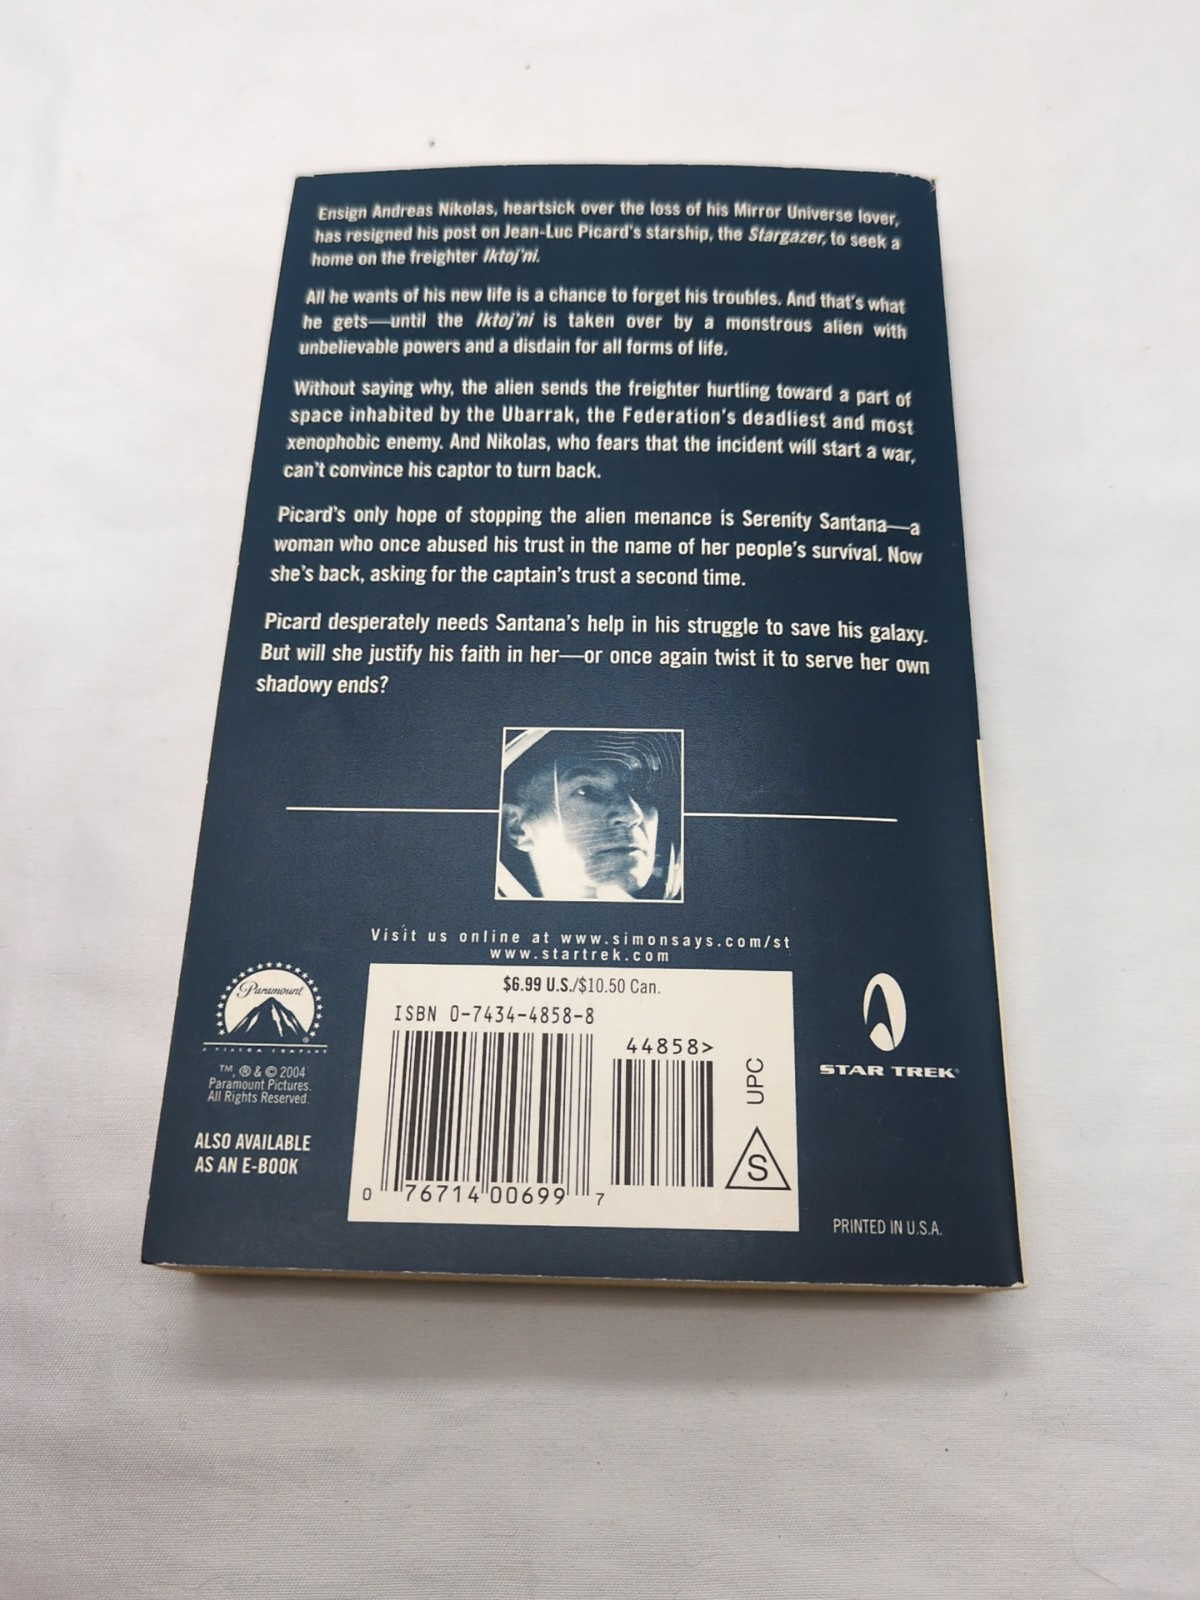 Ensign Andreas Nikolas, heartsick over the loss of his Mirror Universe lover,
has resigned his post on Jean-Luc Picard's starship, the Stargazer, to seek a
home on the freighter Iktoj'ni.
All he wants of his new life is a chance to forget his troubles. And that's what
he gets—until the Iktoj'ni is taken over by a monstrous alien with
unbelievable powers and a disdain for all forms of life.
Without saying why, the alien sends the freighter hurtling toward a part of
space inhabited by the Ubarrak, the Federation's deadliest and most
xenophobic enemy. And Nikolas, who fears that the incident will start a war,
can't convince his captor to turn back.
Picard's only hope of stopping the alien menance is Serenity Santana—a
woman who once abused his trust in the name of her people's survival. Now
she's back, asking for the captain's trust a second time.
Picard desperately needs Santana's help in his struggle to save his galaxy.
But will she justify his faith in her—or once again twist it to serve her own
shadowy ends?
Visit us online at www.simonsays.com/st
www.startrek.com
Paramount
A VIACOM COMPANY
TM, ® & © 2004
Paramount Pictures.
All Rights Reserved.
ALSO AVAILABLE
AS AN E-BOOK
$6.99 U.S./$10.50 Can.
ISBN 0-7434-4858-8
44858>
0 76714 00699 7
UPC
S
STAR TREK®
PRINTED IN U.S.A.